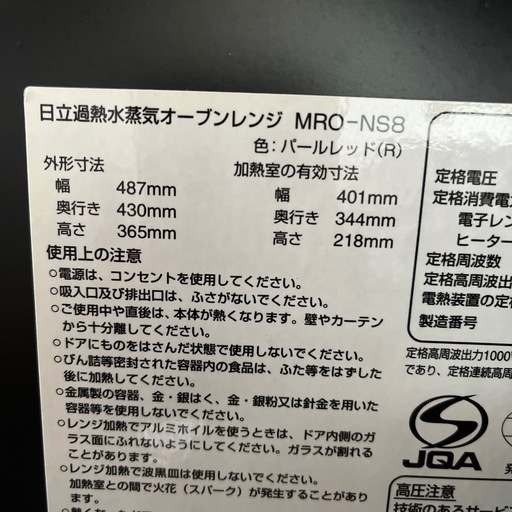 日立過熱水蒸気オーブンレンジ MRO-NS8
色：パールレッド(R)
外形寸法
幅 487mm
奥行き 430mm
高さ 365mm
加熱室の有効寸法
幅 401mm
奥行き 344mm
高さ 218mm
使用上の注意
○電源は、コンセントを使用してください。
○吸入口及び排出口は、ふさがないでください。
○ご使用中や直後は、本体が熱くなります。壁やカーテン
から十分離してください。
○ドアにものをはさんだ状態で使用しないでください。
○びん詰等密封された容器内の食品は、ふた等をはずした
後に加熱してください。
○金属製の容器、金・銀はく、金・銀粉又は針金を用いた
容器等を使用しないでください。
○レンジ加熱でアルミホイルを使うときは、ドア内側のガ
ラス面にふれないようにしてください。ガラスが割れる
ことがあります。
○レンジ加熱で波黒皿は使用しないでください。
加熱室との間で火花（スパーク）が発生することがありま
す。
定格電圧
定格消費電
電子レン
ヒーター
定格周波数
定格高周波出
電熱装置の定
製造番号
定格高周波出力1000
であり、定格連続高周
JQA
高圧注意
技術のあるサービ